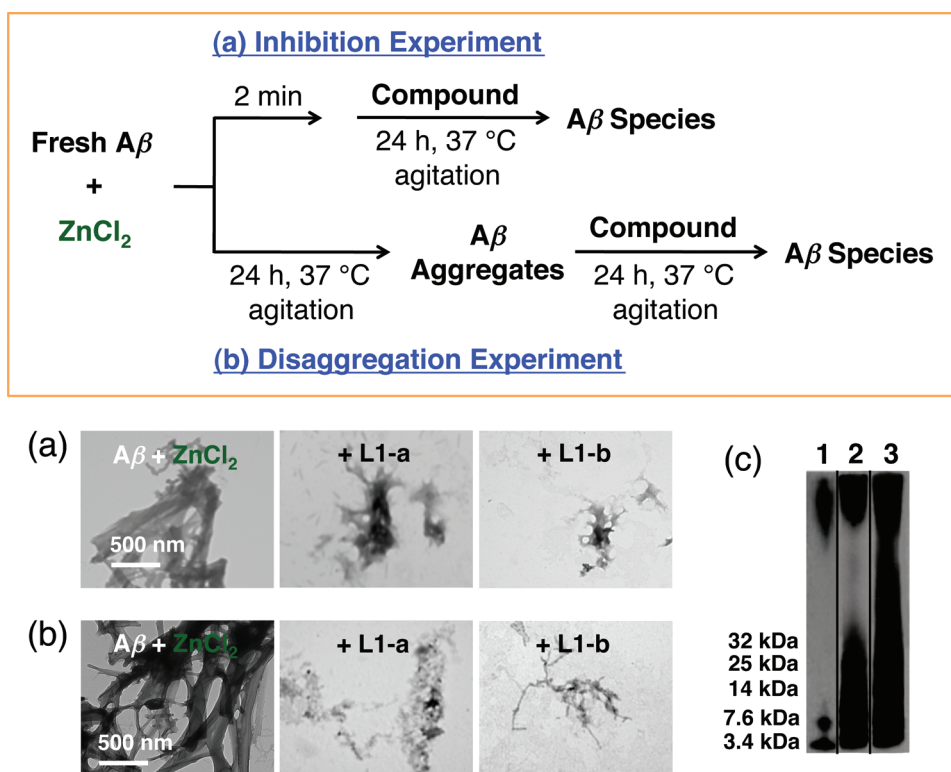 (a) Inhibition Experiment
2 min
Compound
24 h, 37 °C
agitation
Aβ Species
Fresh Aβ
+
ZnCl₂
24 h, 37 °C
agitation
Aβ
Aggregates
Compound
24 h, 37 °C
agitation
Aβ Species
(b) Disaggregation Experiment
(a)
Aβ + ZnCl₂
500 nm
+ L1-a
+ L1-b
(b)
Aβ + ZnCl₂
500 nm
+ L1-a
+ L1-b
(c)
1 2 3
32 kDa
25 kDa
14 kDa
7.6 kDa
3.4 kDa